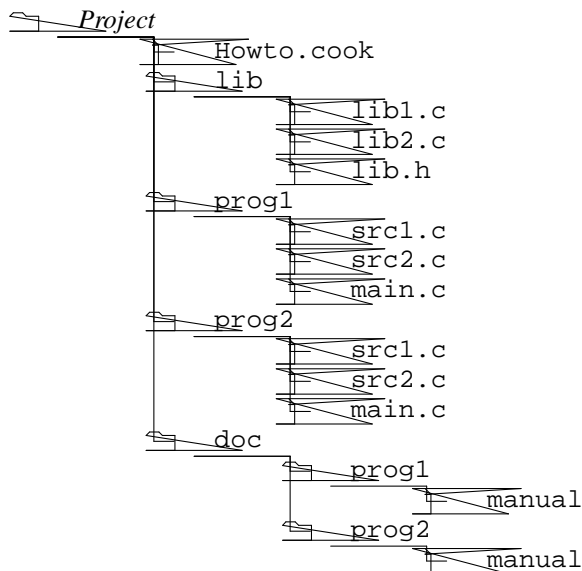 Project
Howto.cook
lib
lib1.c
lib2.c
lib.h
prog1
src1.c
src2.c
main.c
prog2
src1.c
src2.c
main.c
doc
prog1
manual
prog2
manual